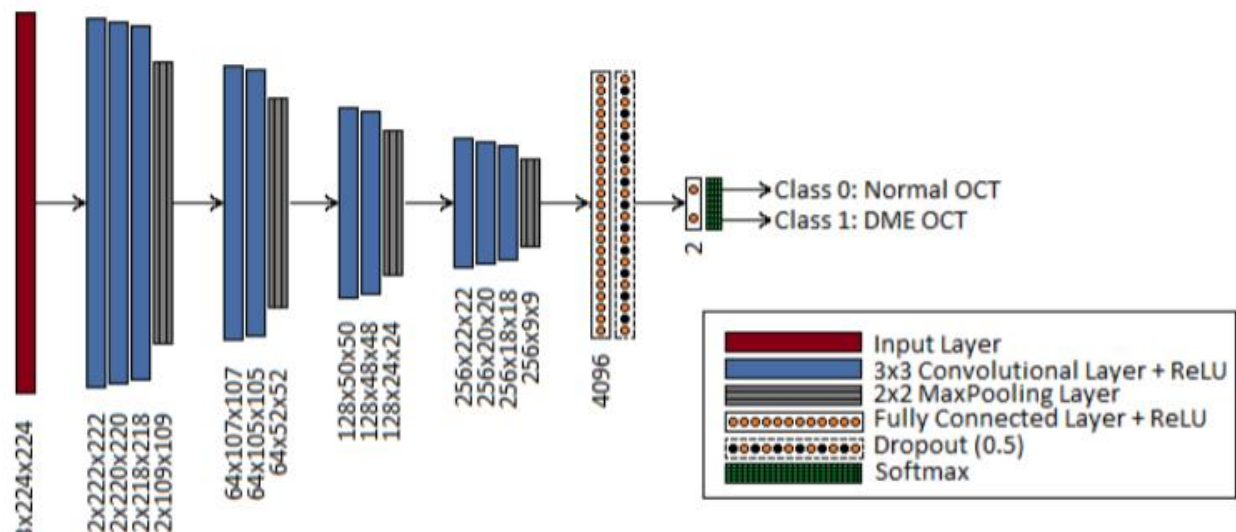 3x224x224
2x222x222
2x220x220
2x218x218
2x109x109
64x107x107
64x105x105
64x52x52
128x50x50
128x48x48
128x24x24
256x22x22
256x20x20
256x18x18
256x9x9
4096
2
Class 0: Normal OCT
Class 1: DME OCT
Input Layer
3x3 Convolutional Layer + ReLU
2x2 MaxPooling Layer
Fully Connected Layer + ReLU
Dropout (0.5)
Softmax